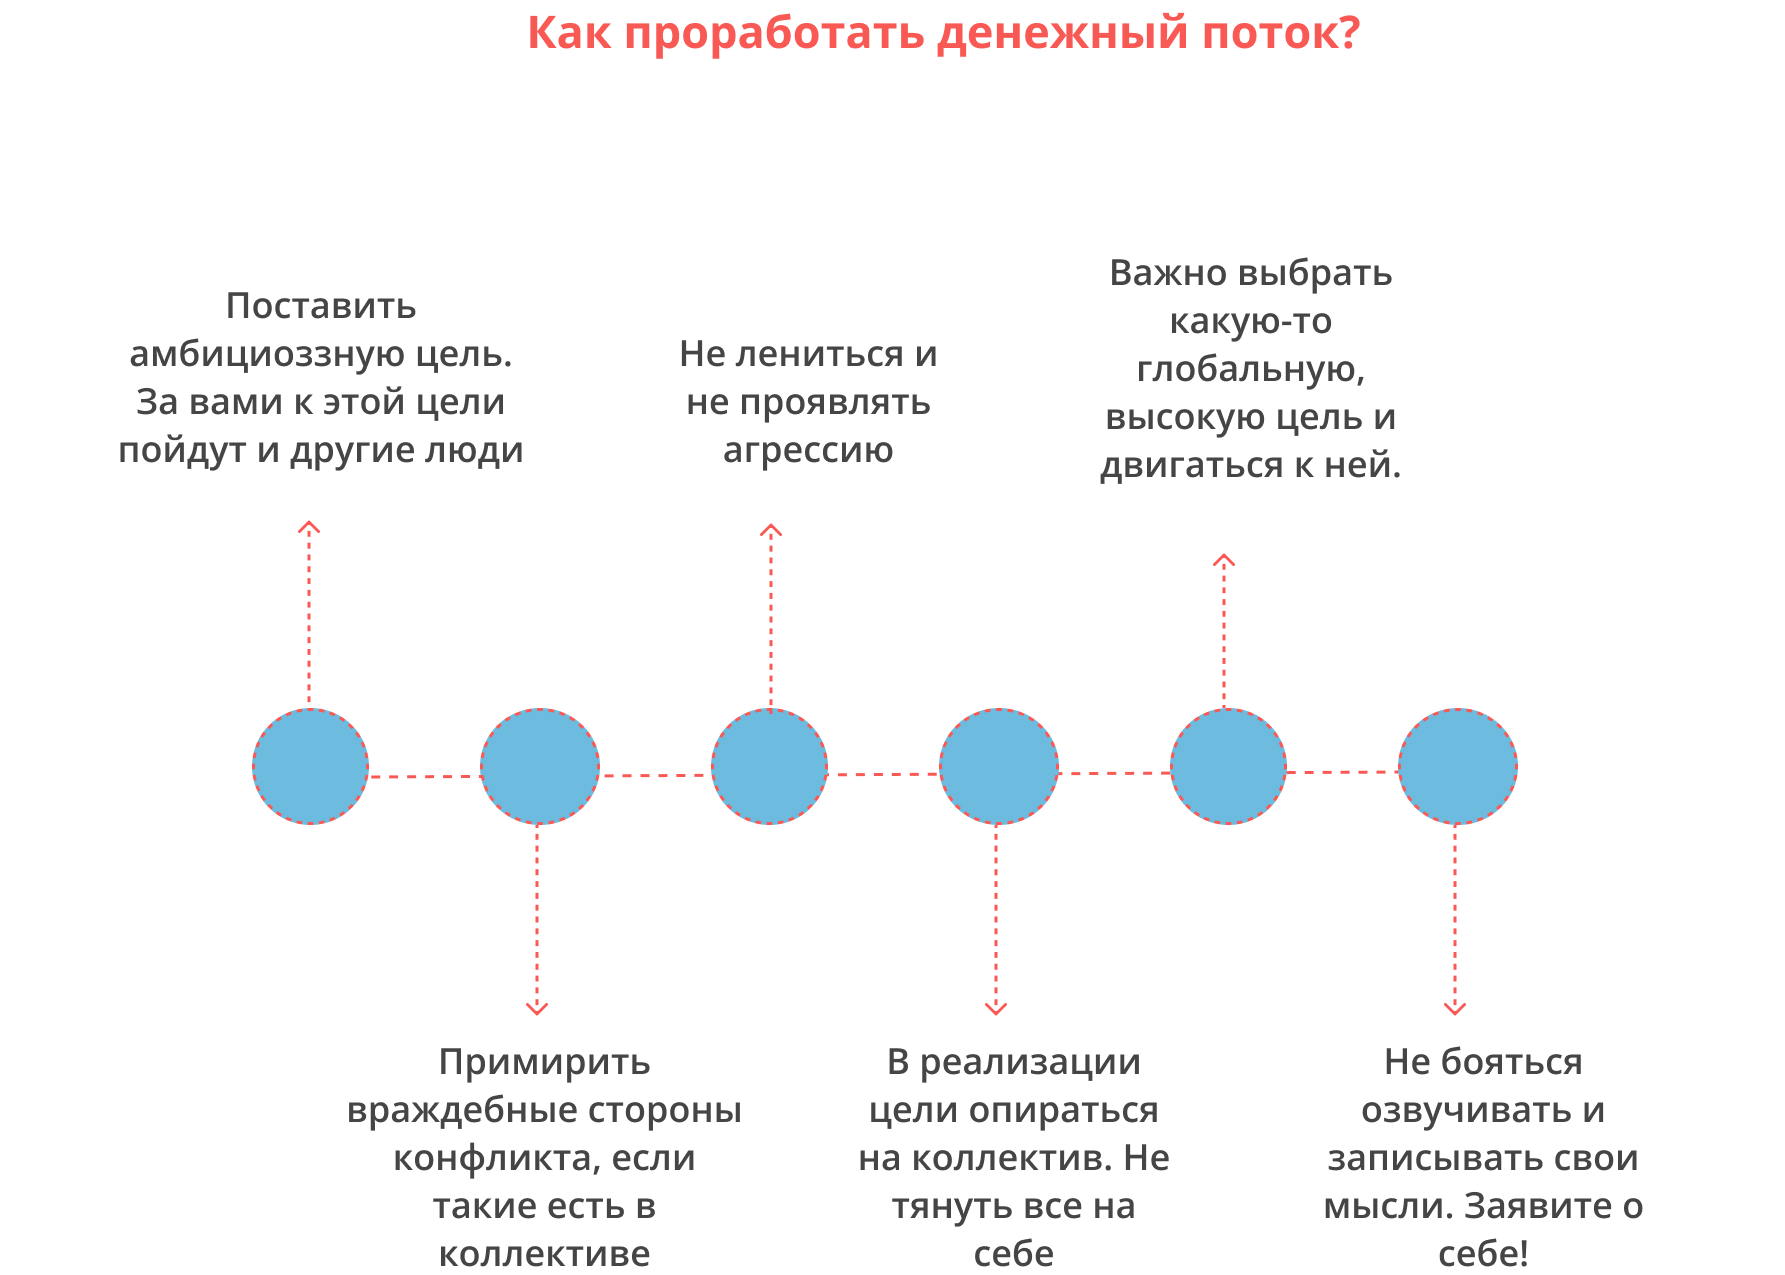 Как проработать денежный поток?
Поставить
амбициоззную цель.
За вами к этой цели
пойдут и другие люди
Примирить
враждебные стороны
конфликта, если
такие есть в
коллективе
Не лениться и
не проявлять
агрессию
В реализации
цели опираться
на коллектив. Не
тянуть все на
себе
Важно выбрать
какую-то
глобальную,
высокую цель и
двигаться к ней.
Не бояться
озвучивать и
записывать свои
мысли. Заявите о
себе!